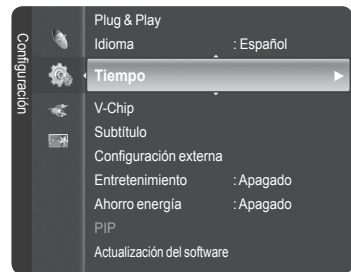 Configuración
Plug & Play
Idioma : Español
Tiempo
V-Chip
Subtítulo
Configuración externa
Entretenimiento : Apagado
Ahorro energía : Apagado
PIP
Actualización del software